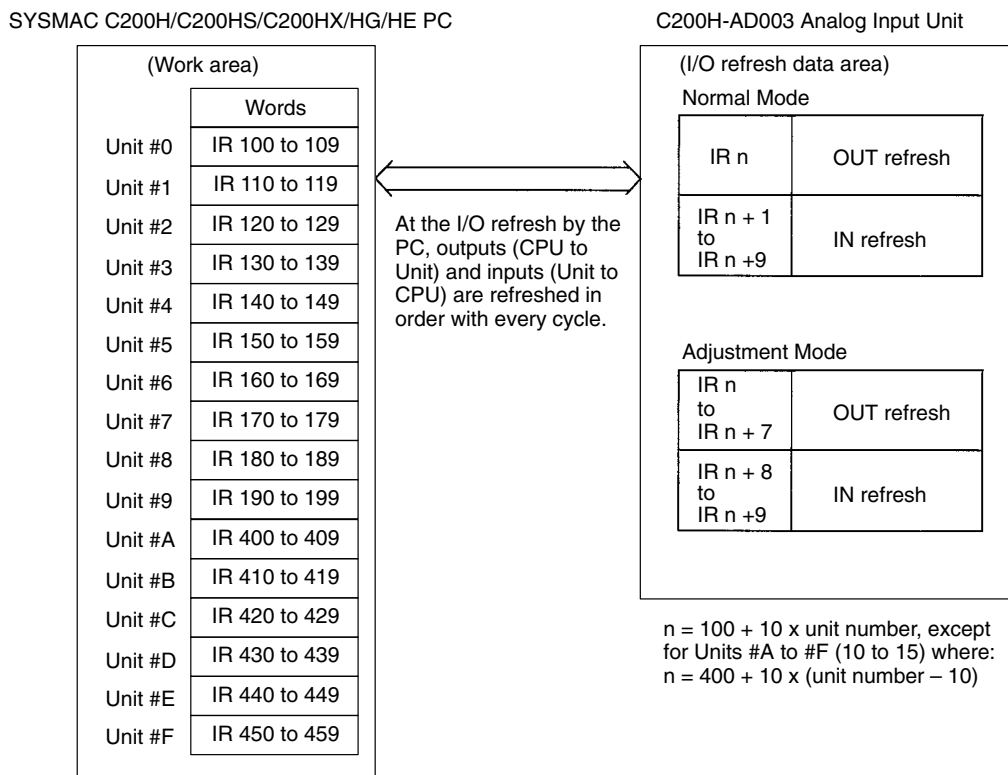 SYSMAC C200H/C200HS/C200HX/HG/HE PC
(Work area)
Words
Unit #0 IR 100 to 109
Unit #1 IR 110 to 119
Unit #2 IR 120 to 129
Unit #3 IR 130 to 139
Unit #4 IR 140 to 149
Unit #5 IR 150 to 159
Unit #6 IR 160 to 169
Unit #7 IR 170 to 179
Unit #8 IR 180 to 189
Unit #9 IR 190 to 199
Unit #A IR 400 to 409
Unit #B IR 410 to 419
Unit #C IR 420 to 429
Unit #D IR 430 to 439
Unit #E IR 440 to 449
Unit #F IR 450 to 459
At the I/O refresh by the
PC, outputs (CPU to
Unit) and inputs (Unit to
CPU) are refreshed in
order with every cycle.
C200H-AD003 Analog Input Unit
(I/O refresh data area)
Normal Mode
IR n OUT refresh
IR n + 1
to
IR n +9
IN refresh
Adjustment Mode
IR n
to
IR n + 7
OUT refresh
IR n + 8
to
IR n +9
IN refresh
n = 100 + 10 x unit number, except
for Units #A to #F (10 to 15) where:
n = 400 + 10 x (unit number – 10)